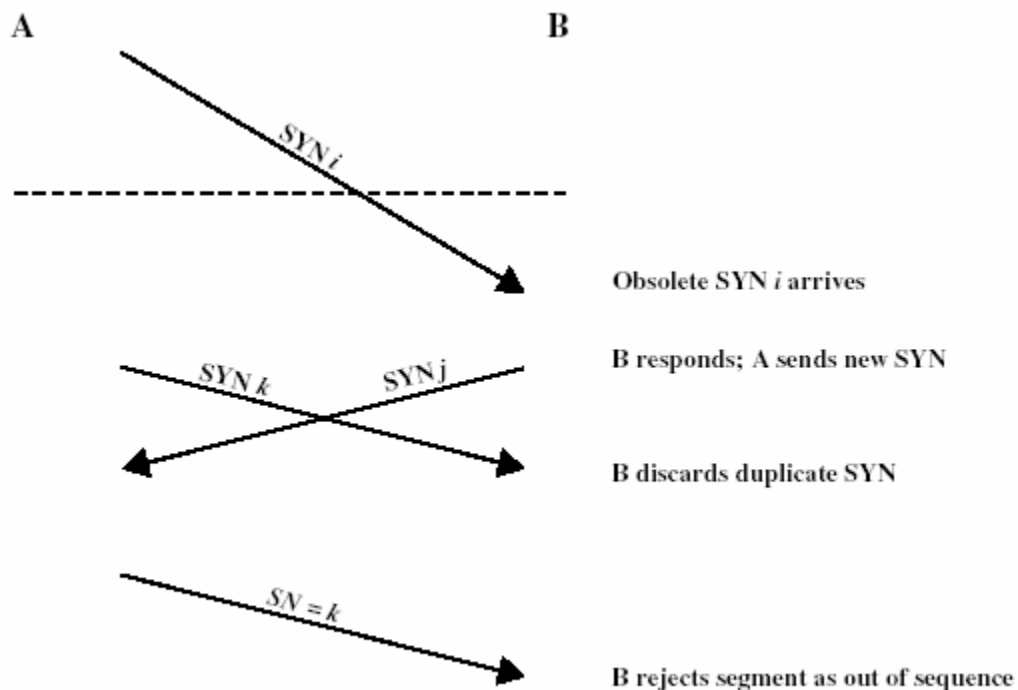 A
B
SYN i
Obsolete SYN i arrives
B responds; A sends new SYN
SYN k
SYN j
B discards duplicate SYN
SN = k
B rejects segment as out of sequence